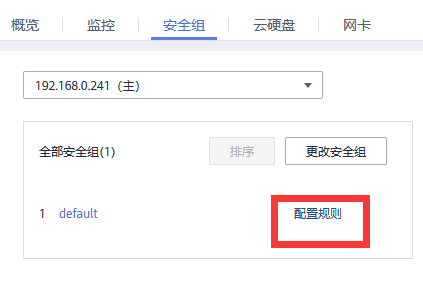 概览 监控 安全组 云硬盘 网卡
192.168.0.241（主）
全部安全组(1) 排序 更改安全组
1 default 配置规则